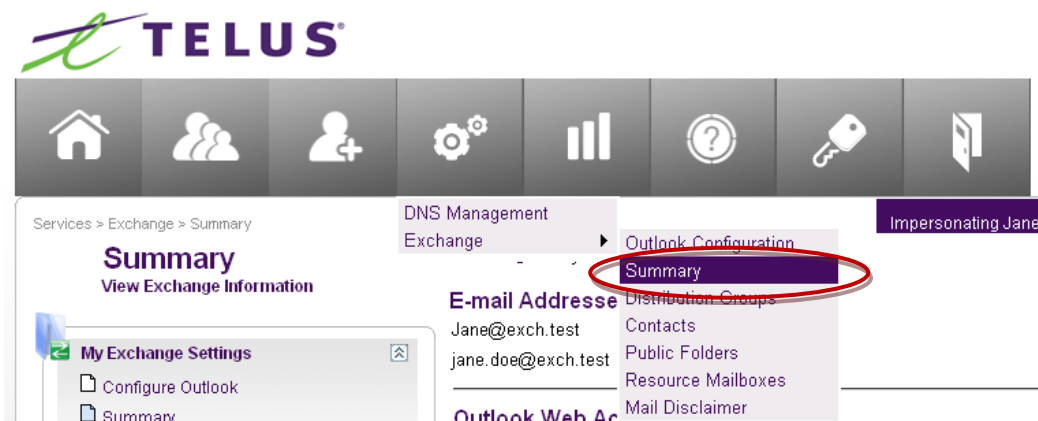 TELUS
Services > Exchange > Summary
DNS Management
Exchange
Impersonating Jane
Outlook Configuration
Summary
Distribution Groups
Contacts
Public Folders
Resource Mailboxes
Mail Disclaimer
Summary
View Exchange Information
E-mail Addresse
Jane@exch.test
jane.doe@exch.test
My Exchange Settings
Configure Outlook
Summary
Outlook Web Ac